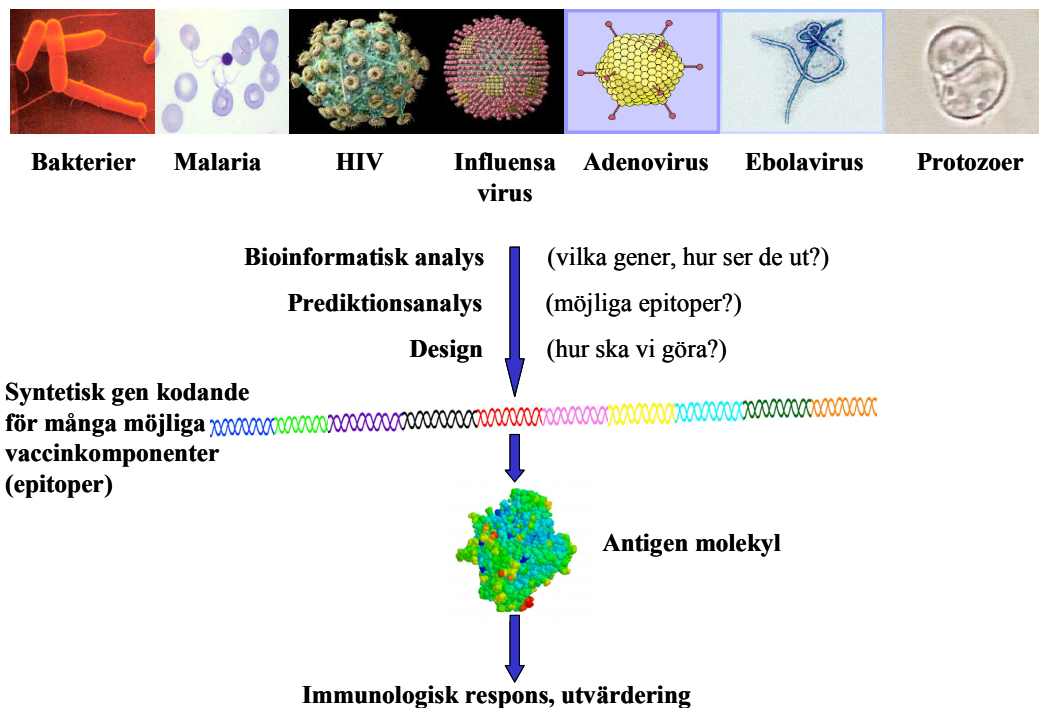 Bakterier
Malaria
HIV
Influensa
virus
Adenovirus
Ebolavirus
Protozoer
Bioinformatisk analys (vilka gener, hur ser de ut?)
Prediktionsanalys (möjliga epitoper?)
Design (hur ska vi göra?)
Syntetisk gen kodande
för många möjliga
vaccinkomponenter
(epitoper)
Antigen molekyl
Immunologisk respons, utvärdering